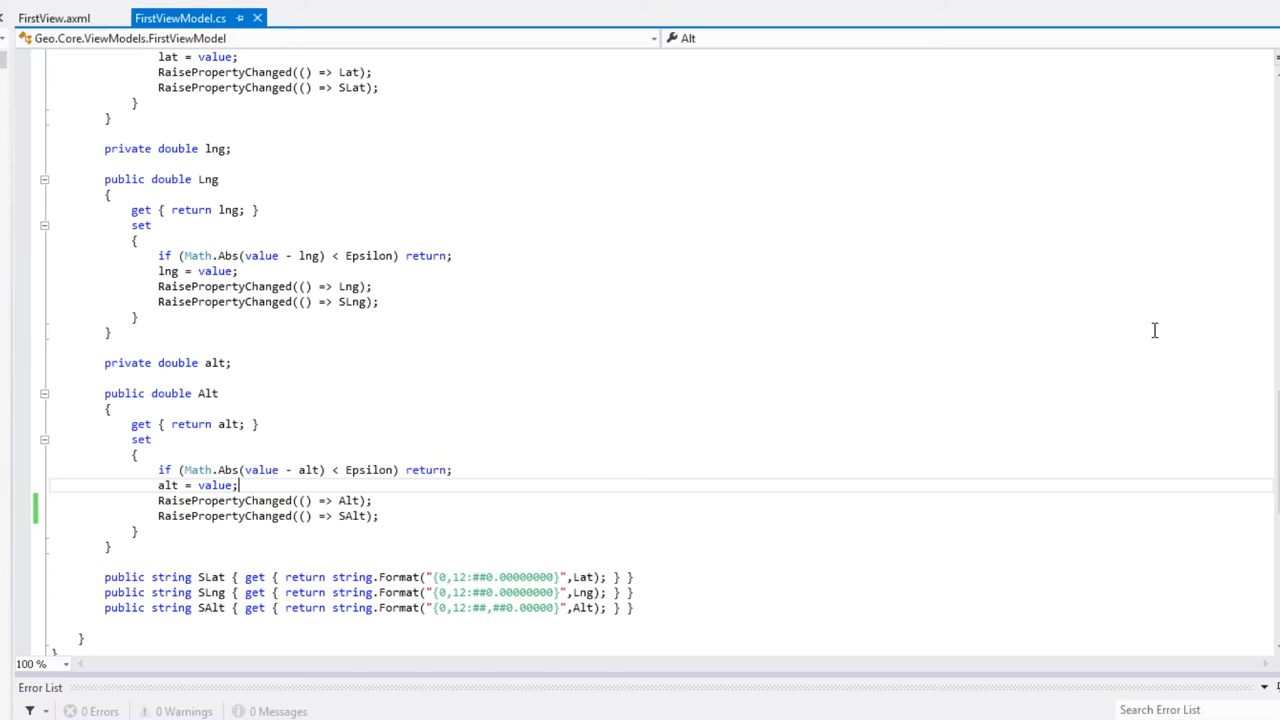 FirstView.axml FirstViewModel.cs
Geo.Core.ViewModels.FirstViewModel Alt
lat = value;
RaisePropertyChanged(() => Lat);
RaisePropertyChanged(() => SLat);
}
}
private double lng;
public double Lng
{
get { return lng; }
set
{
if (Math.Abs(value - lng) < Epsilon) return;
lng = value;
RaisePropertyChanged(() => Lng);
RaisePropertyChanged(() => SLng);
}
}
private double alt;
public double Alt
{
get { return alt; }
set
{
if (Math.Abs(value - alt) < Epsilon) return;
alt = value;
RaisePropertyChanged(() => Alt);
RaisePropertyChanged(() => SAlt);
}
}
public string SLat { get { return string.Format("{0,12:##0.00000000}",Lat); } }
public string SLng { get { return string.Format("{0,12:##0.00000000}",Lng); } }
public string SAlt { get { return string.Format("{0,12:##,##0.00000}",Alt); } }
}
}
100 %
Error List
0 Errors 0 Warnings 0 Messages Search Error List